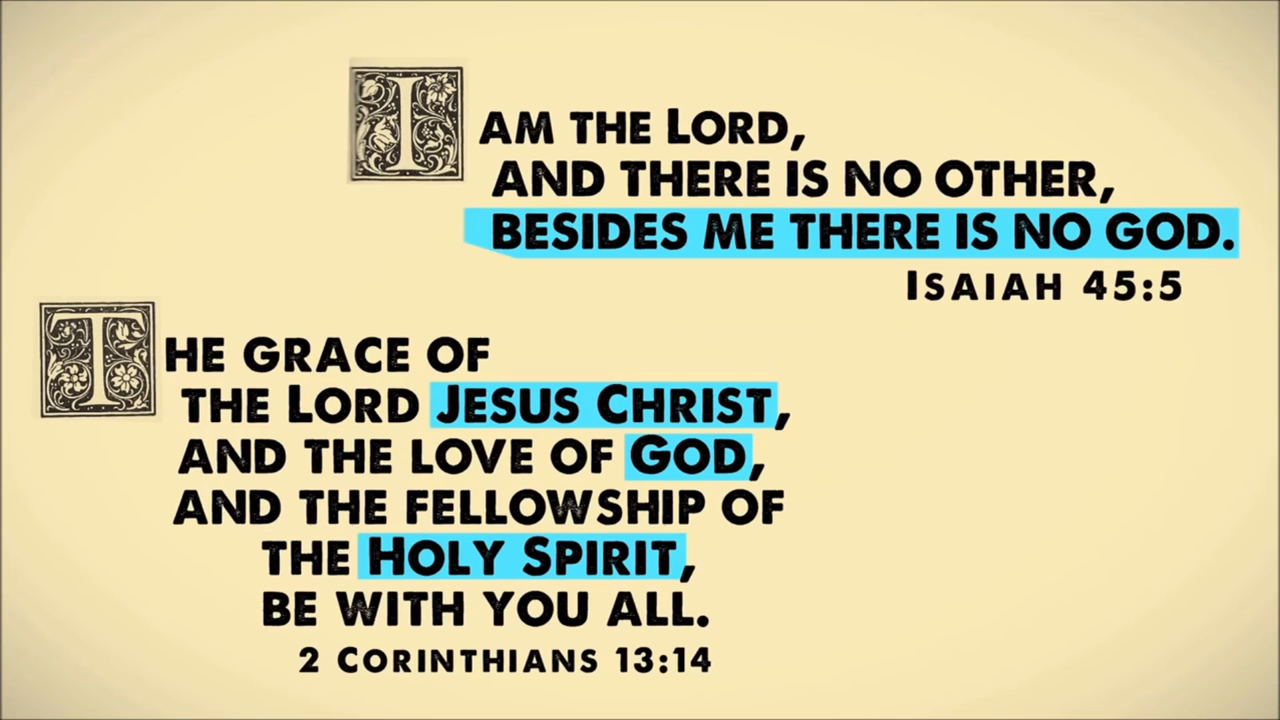 I AM THE LORD,
AND THERE IS NO OTHER,
BESIDES ME THERE IS NO GOD.
ISAIAH 45:5
THE GRACE OF
THE LORD JESUS CHRIST,
AND THE LOVE OF GOD,
AND THE FELLOWSHIP OF
THE HOLY SPIRIT,
BE WITH YOU ALL.
2 CORINTHIANS 13:14